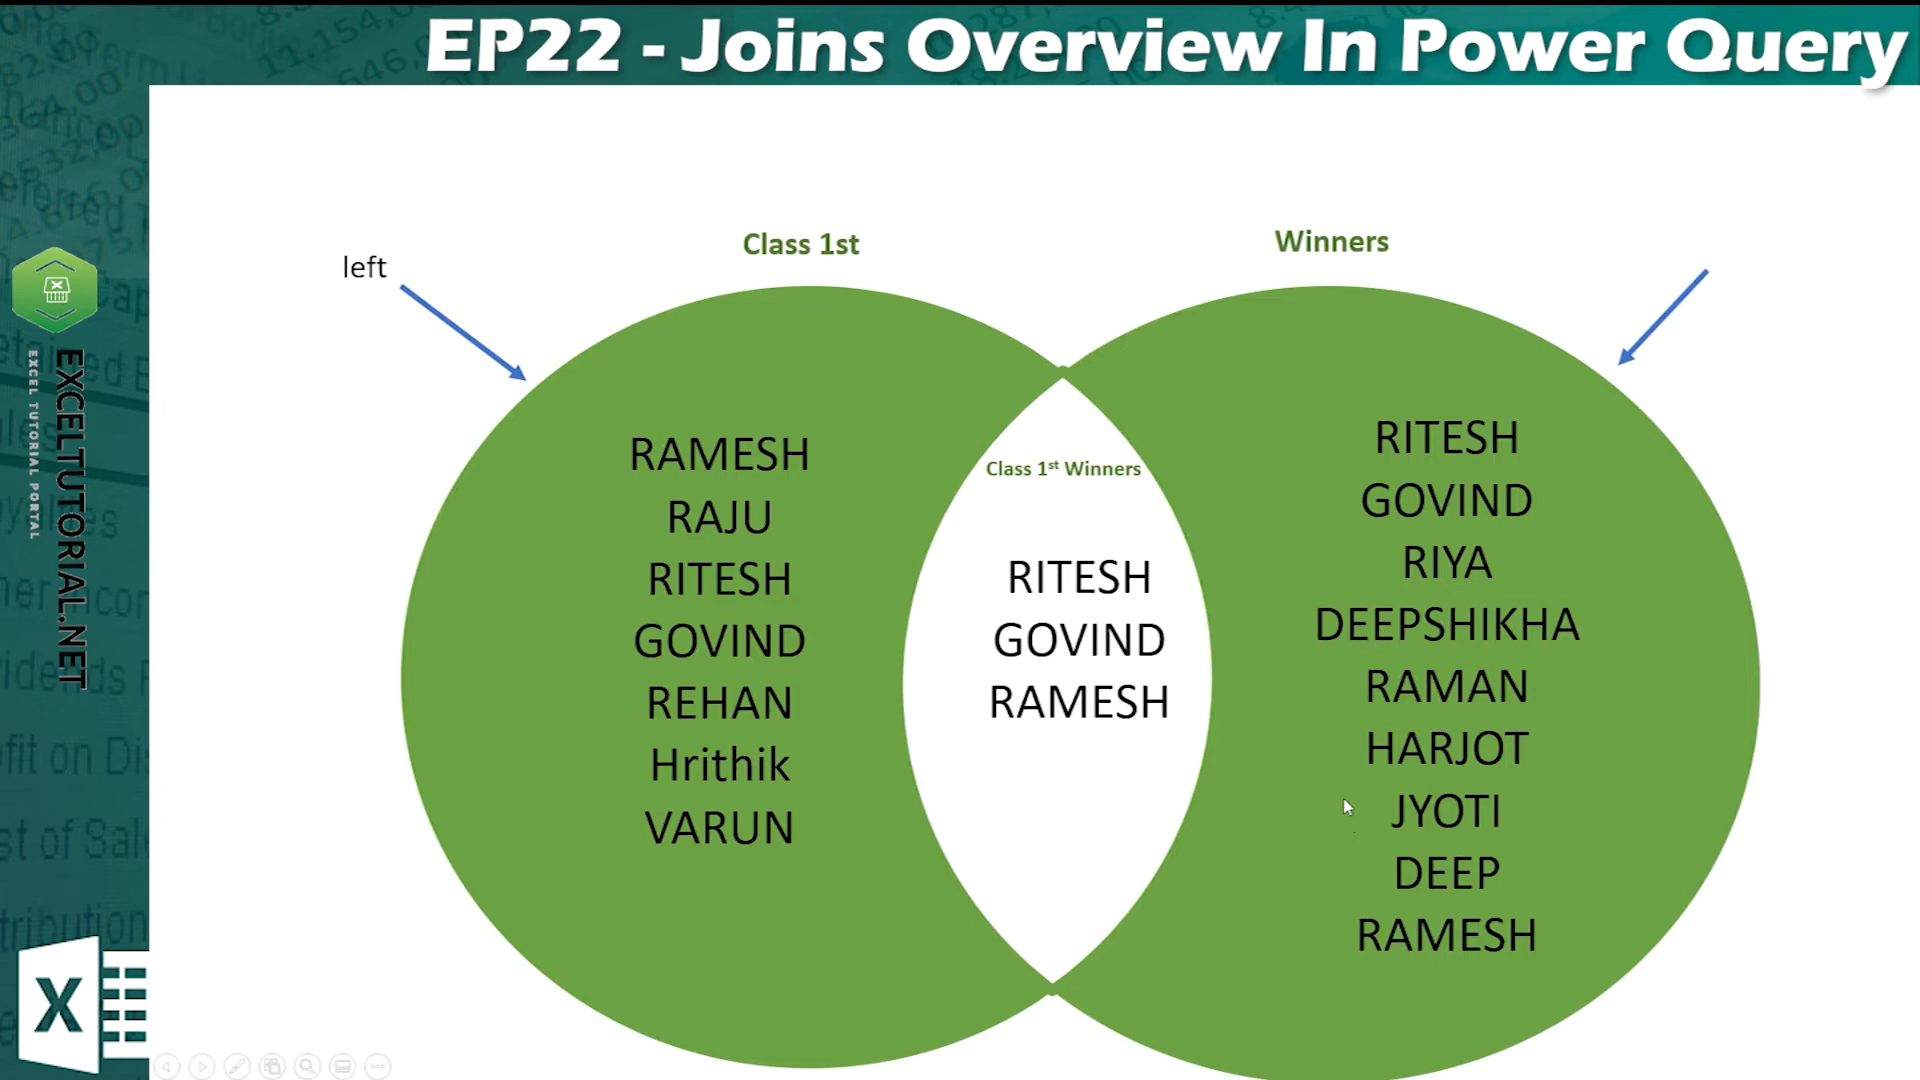 EP22 - Joins Overview In Power Query
Class 1st
Winners
left
RAMESH
RAJU
RITESH
GOVIND
REHAN
Hrithik
VARUN
Class 1st Winners
RITESH
GOVIND
RAMESH
RITESH
GOVIND
RIYA
DEEPSHIKHA
RAMAN
HARJOT
JYOTI
DEEP
RAMESH
EXCELTUTORIAL.NET
EXCEL TUTORIAL PORTAL
X